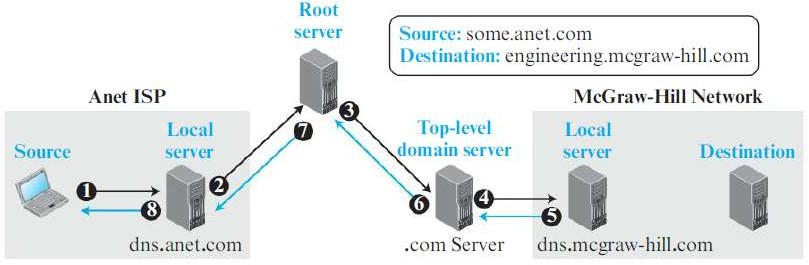 Root
server
Source: some.anet.com
Destination: engineering.mcgraw-hill.com
Anet ISP
McGraw-Hill Network
Source
Local
server
Top-level
domain server
Local
server
Destination
1
2
3
4
5
6
7
8
dns.anet.com
.com Server
dns.mcgraw-hill.com